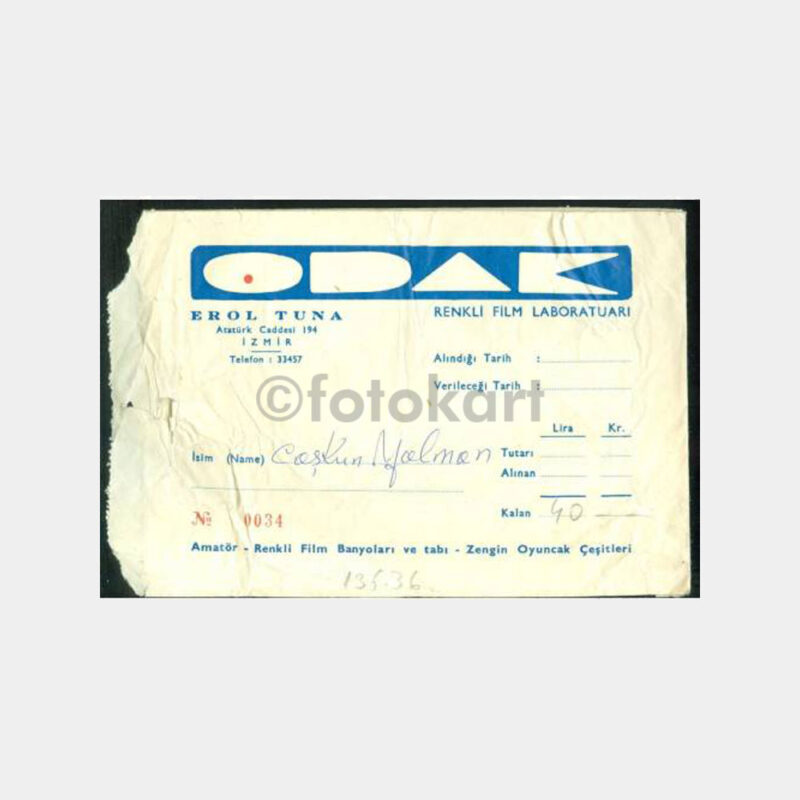 ODAK
EROL TUNA
Atatürk Caddesi 194
İZMİR
Telefon : 33457
RENKLİ FİLM LABORATUARI
Alındığı Tarih :
Verileceği Tarih :
©fotokart
Lira Kr.
İsim (Name) Coşkun Yalman
Tutarı
Alınan
Kalan 40 —
№ 0034
Amatör - Renkli Film Banyoları ve tabı - Zengin Oyuncak Çeşitleri
135.36